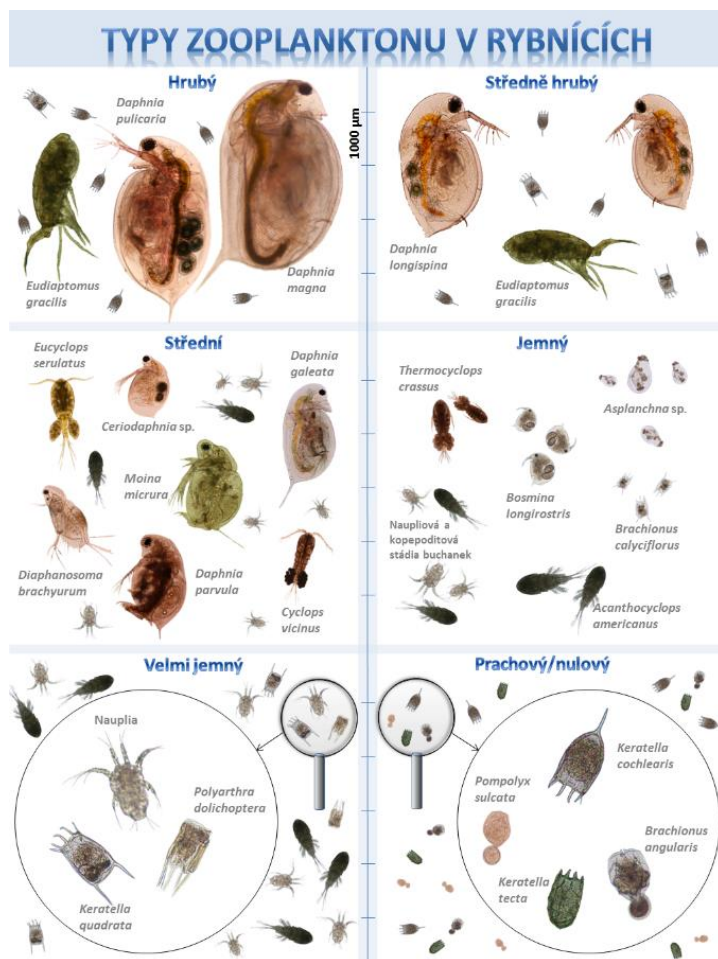 TYPY ZOOPLANKTONU V RYBNÍCÍCH
Hrubý
Daphnia
pulicaria
Eudiaptomus
gracilis
Daphnia
magna
1000 µm
Středně hrubý
Daphnia
longispina
Eudiaptomus
gracilis
Střední
Eucyclops
serulatus
Ceriodaphnia sp.
Daphnia
galeata
Moina
micrura
Diaphanosoma
brachyurum
Daphnia
parvula
Cyclops
vicinus
Jemný
Thermocyclops
crassus
Asplanchna sp.
Bosmina
longirostris
Brachionus
calyciflorus
Naupliová a
kopepoditová
stádia buchanek
Acanthocyclops
americanus
Velmi jemný
Nauplia
Polyarthra
dolichoptera
Keratella
quadrata
Prachový/nulový
Keratella
cochlearis
Pompolyx
sulcata
Brachionus
angularis
Keratella
tecta